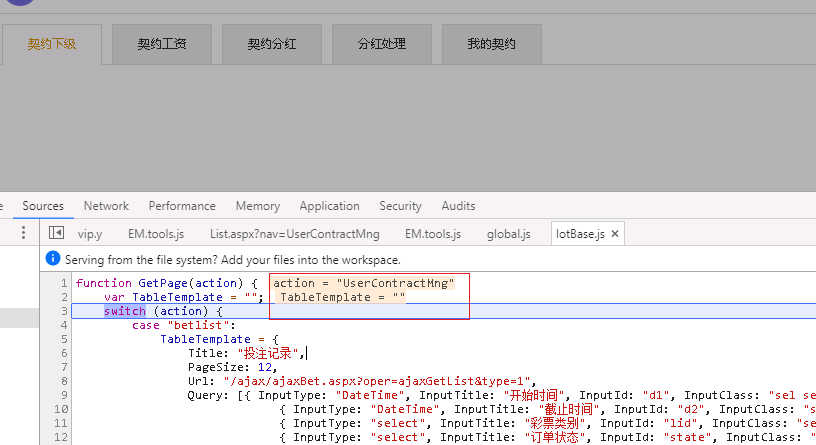 契约下级 契约工资 契约分红 分红处理 我的契约
Sources Network Performance Memory Application Security Audits
vip.y EM.tools.js List.aspx?nav=UserContractMng EM.tools.js global.js lotBase.js ×
Serving from the file system? Add your files into the workspace.
1 function GetPage(action) { action = "UserContractMng"
2 var TableTemplate = ""; TableTemplate = ""
3 switch (action) {
4 case "betlist":
5 TableTemplate = {
6 Title: "投注记录",
7 PageSize: 12,
8 Url: "/ajax/ajaxBet.aspx?oper=ajaxGetList&type=1",
9 Query: [{ InputType: "DateTime", InputTitle: "开始时间", InputId: "d1", InputClass: "sel se
10 { InputType: "DateTime", InputTitle: "截止时间", InputId: "d2", InputClass: "s
11 { InputType: "select", InputTitle: "彩票类别", InputId: "lid", InputClass: "se
12 { InputType: "select", InputTitle: "订单状态", InputId: "state", InputClass: "